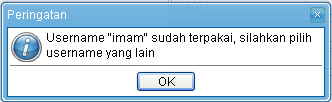 Peringatan
Username "imam" sudah terpakai, silahkan pilih
username yang lain
OK